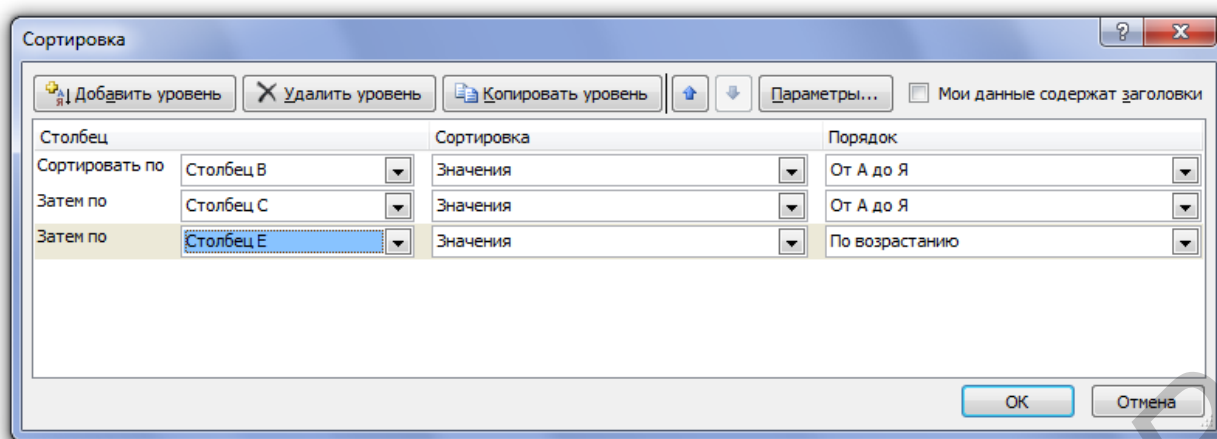 Сортировка
Добавить уровень Удалить уровень Копировать уровень Параметры... Мои данные содержат заголовки
Столбец Сортировка Порядок
Сортировать по Столбец B Значения От А до Я
Затем по Столбец C Значения От А до Я
Затем по Столбец E Значения По возрастанию
ОК Отмена